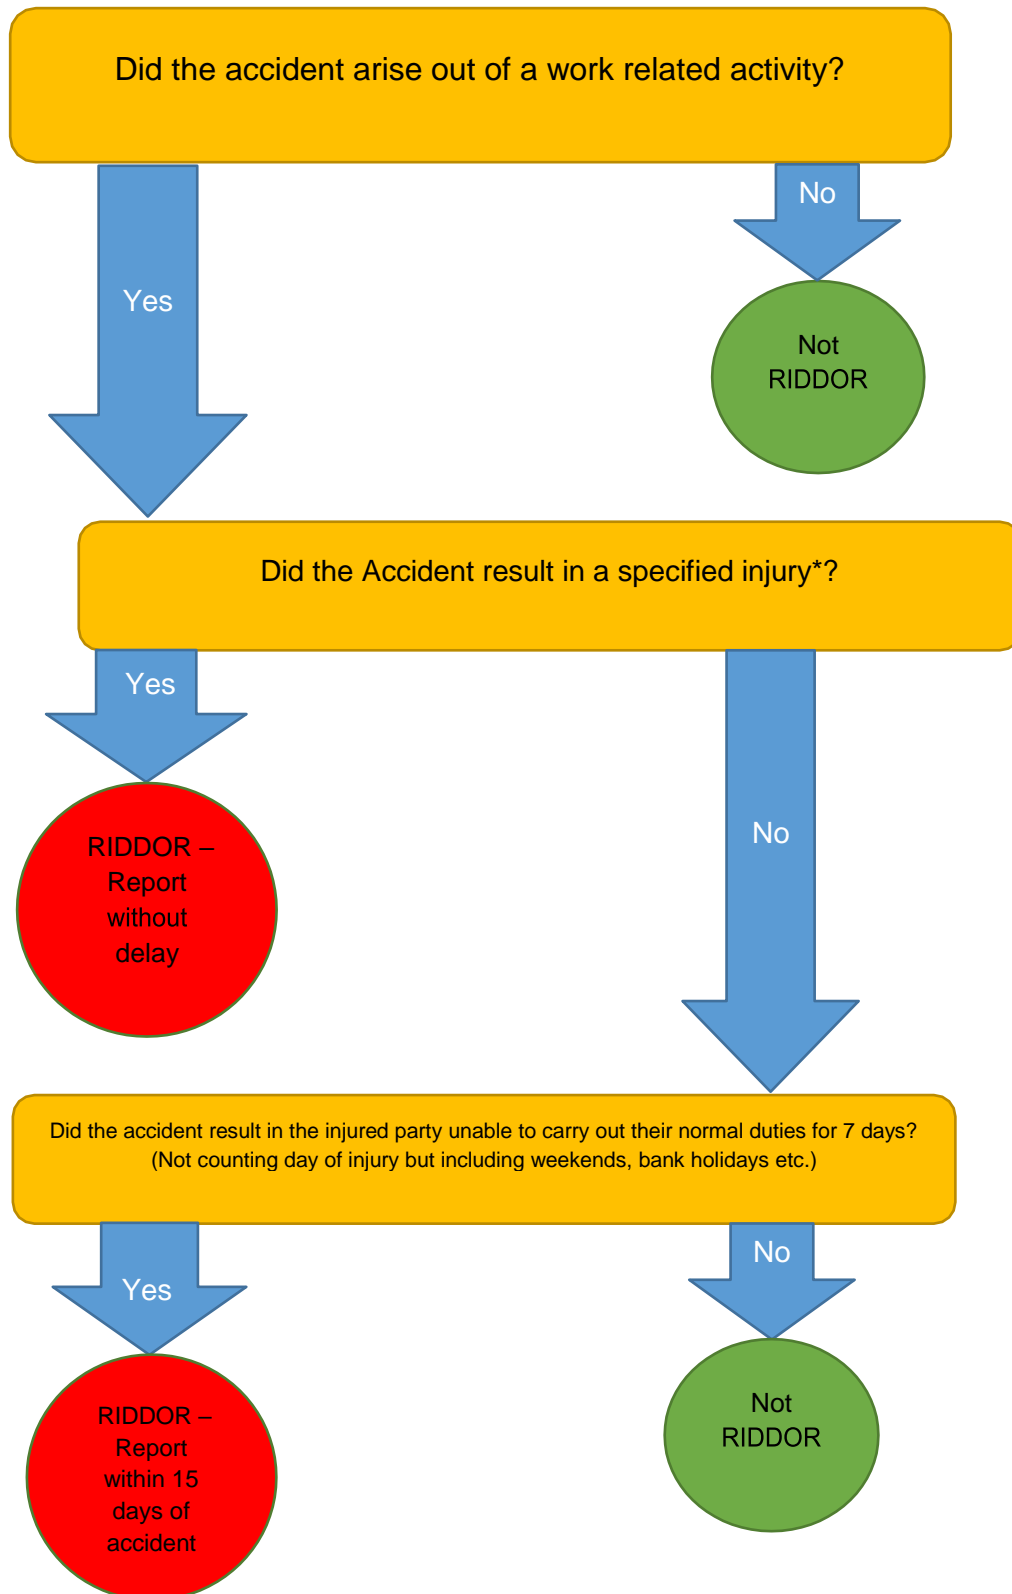 Did the accident arise out of a work related activity?
No
Yes
Not
RIDDOR
Did the Accident result in a specified injury*?
Yes
No
RIDDOR –
Report
without
delay
Did the accident result in the injured party unable to carry out their normal duties for 7 days?
(Not counting day of injury but including weekends, bank holidays etc.)
Yes
No
RIDDOR –
Report
within 15
days of
accident
Not
RIDDOR